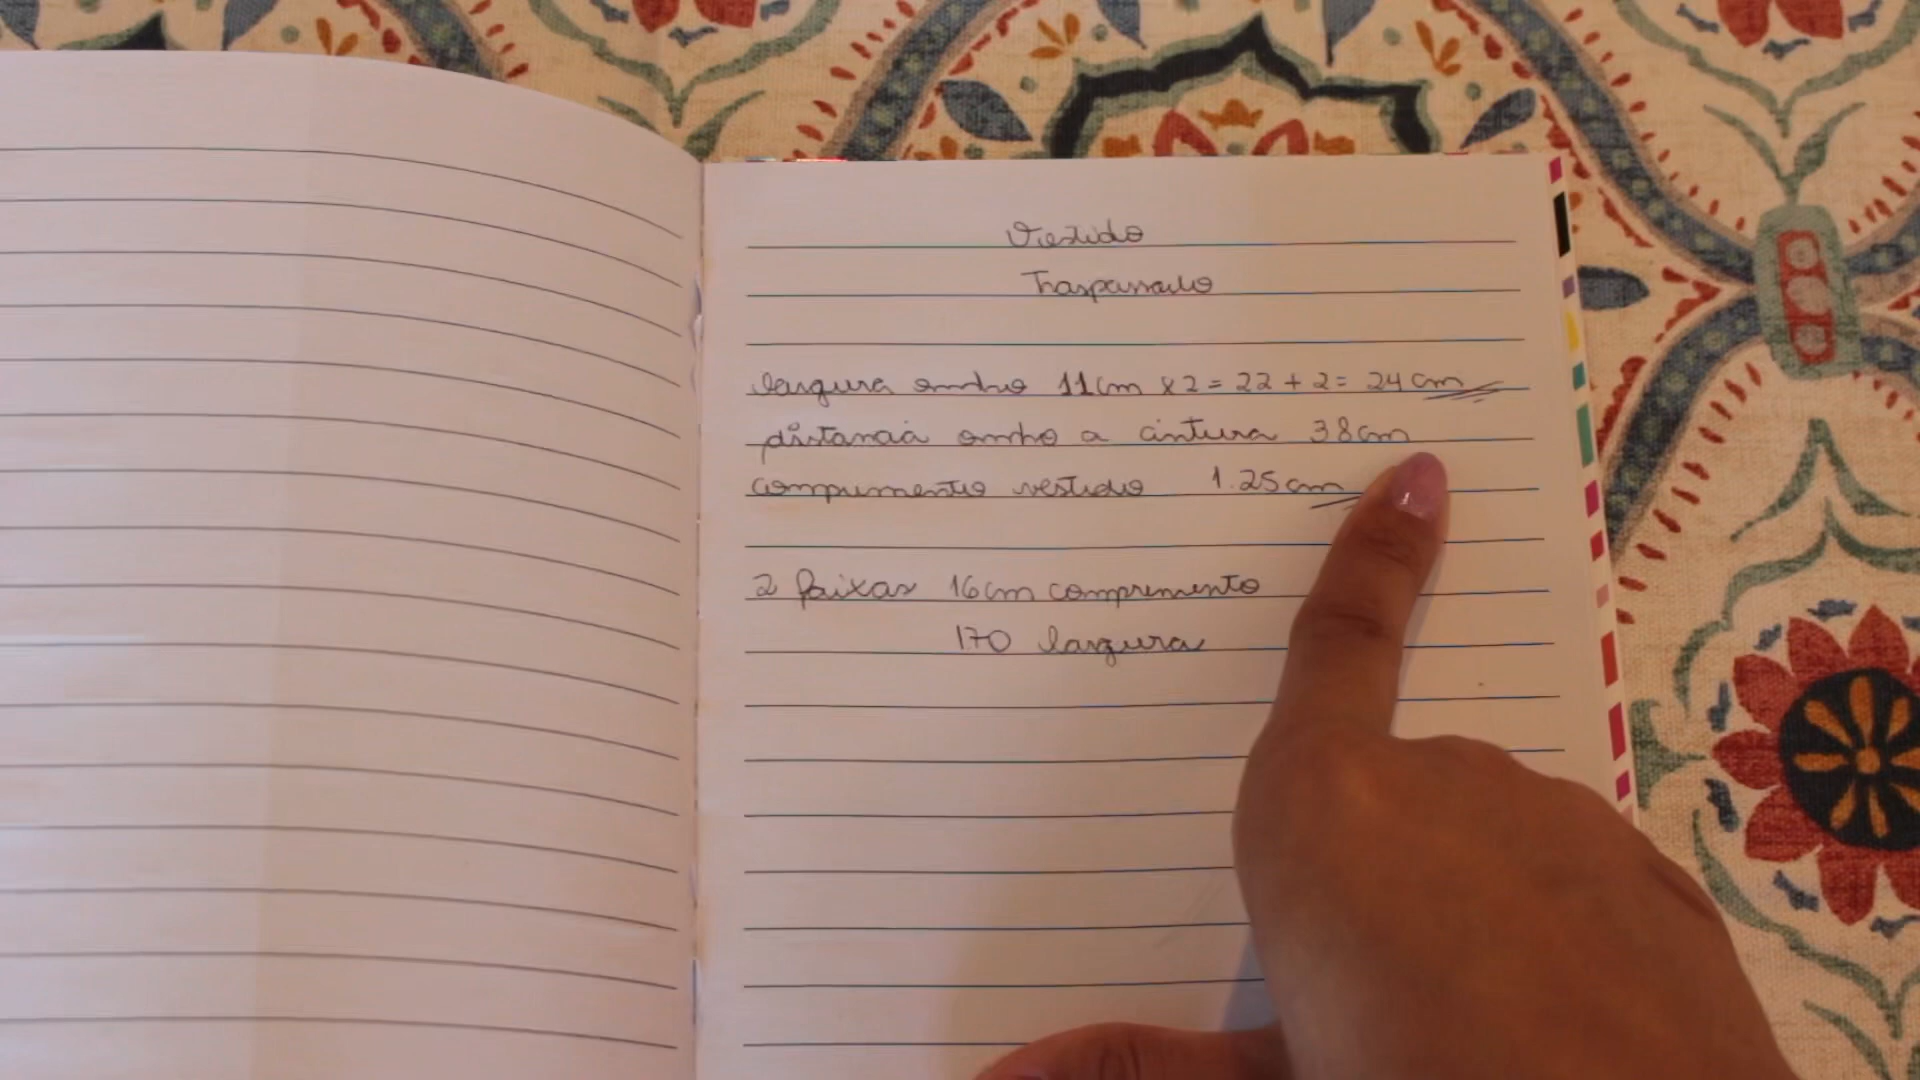 Vestido
Traspassado
largura ombro 11cm x2 = 22 + 2 = 24 cm
distancia ombro a cintura 38cm
comprimento vestido 1.25cm
2 faixas 16cm comprimento
170 largura